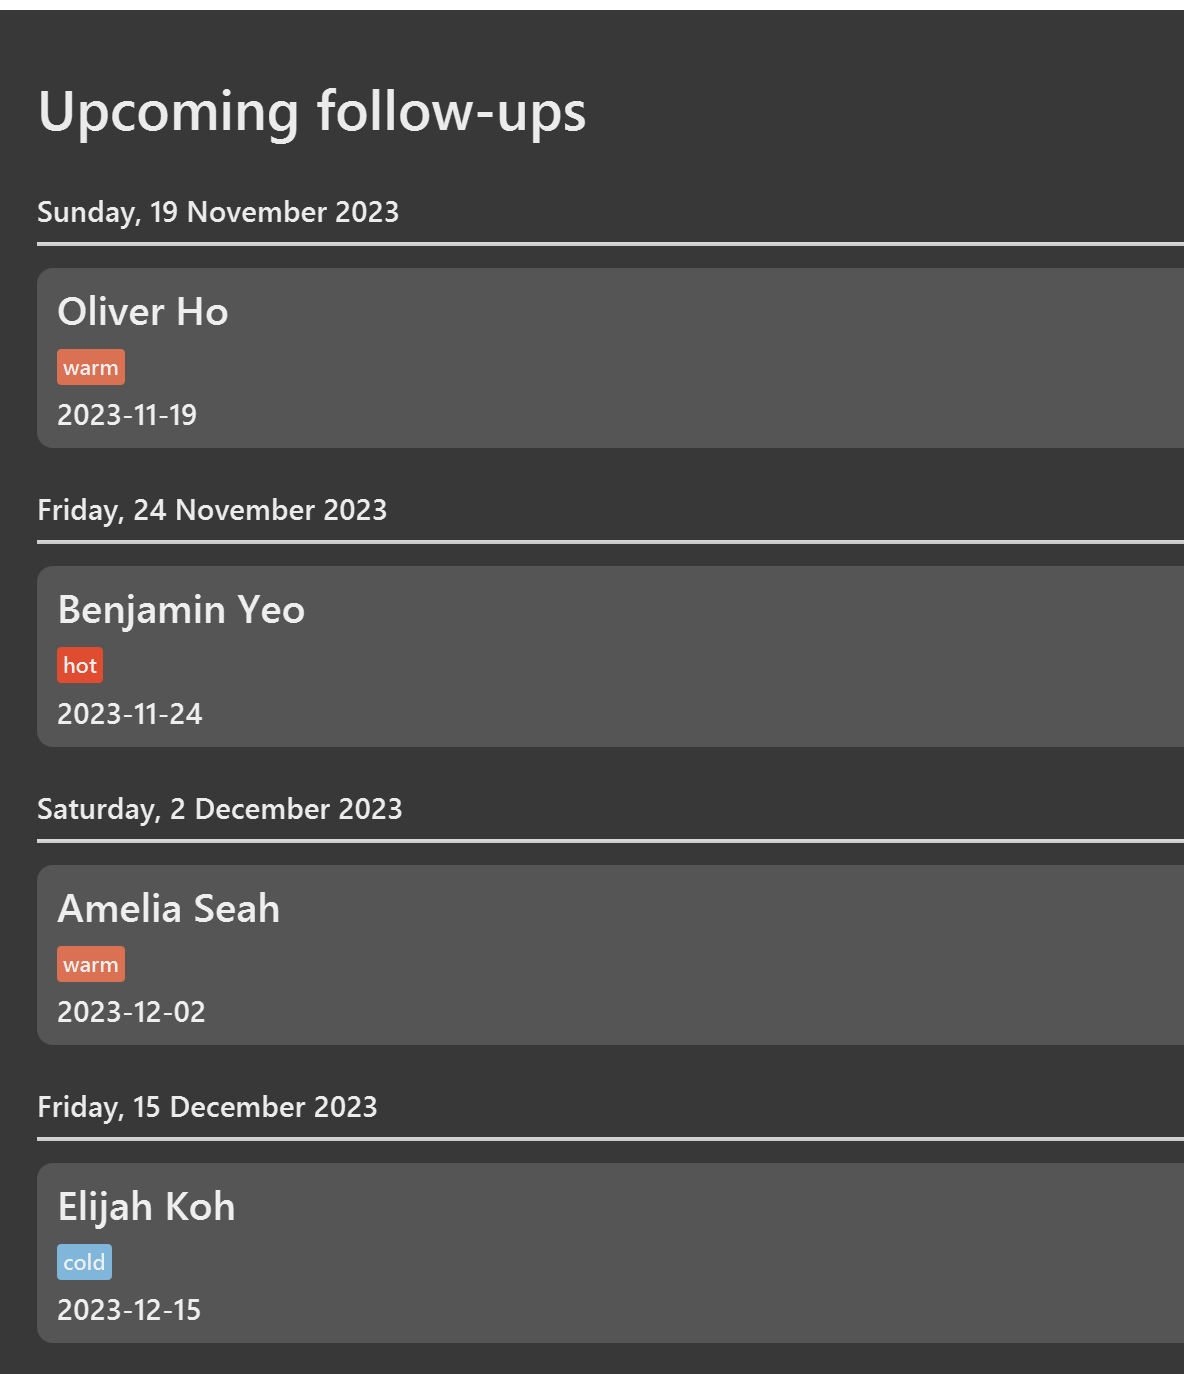 Upcoming follow-ups
Sunday, 19 November 2023
Oliver Ho
warm
2023-11-19
Friday, 24 November 2023
Benjamin Yeo
hot
2023-11-24
Saturday, 2 December 2023
Amelia Seah
warm
2023-12-02
Friday, 15 December 2023
Elijah Koh
cold
2023-12-15